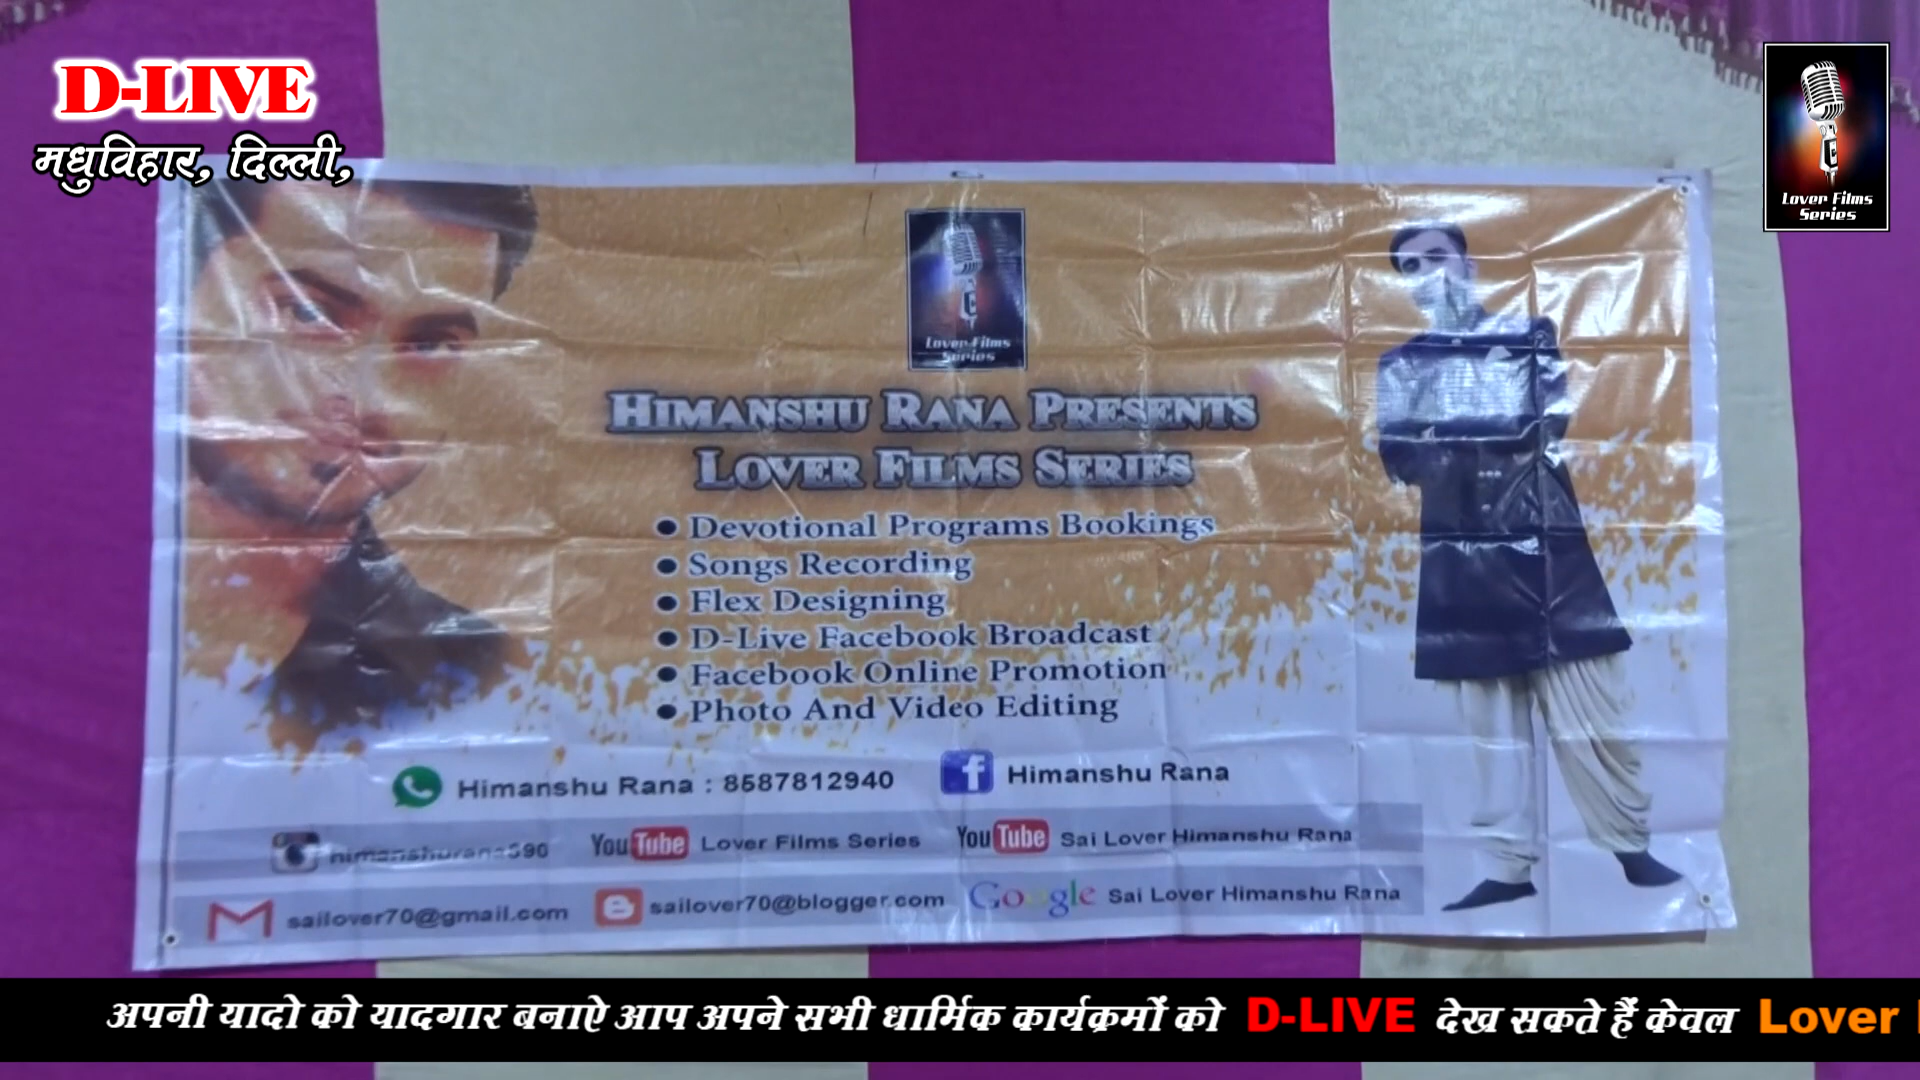 D-LIVE
मधुविहार, दिल्ली,
Lover Films
Series
Lover Films
Series
HIMANSHU RANA PRESENTS
LOVER FILMS SERIES
• Devotional Programs Bookings
• Songs Recording
• Flex Designing
• D-Live Facebook Broadcast
• Facebook Online Promotion
• Photo And Video Editing
Himanshu Rana : 8587812940
f Himanshu Rana
himanshurana590
YouTube Lover Films Series
YouTube Sai Lover Himanshu Rana
sailover70@gmail.com
sailover70@blogger.com
Google Sai Lover Himanshu Rana
अपनी यादो को यादगार बनाऐ आप अपने सभी धार्मिक कार्यक्रमों को D-LIVE देख सकते हैं केवल Lover